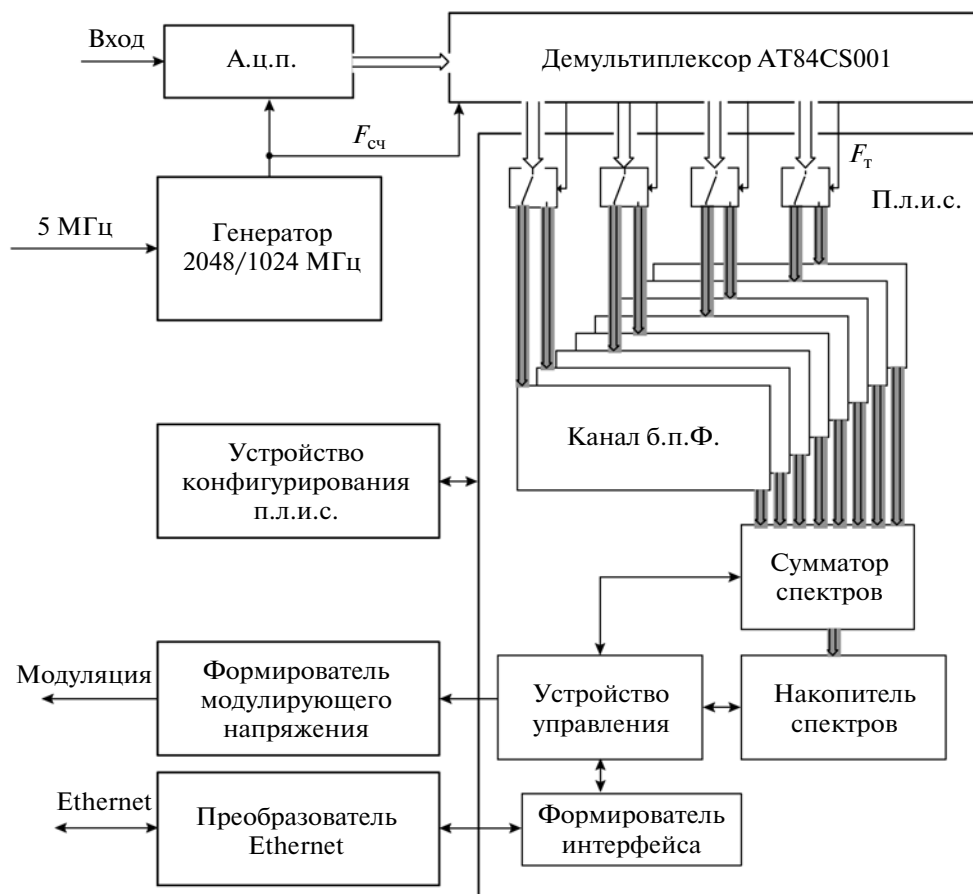 Вход
А.ц.п.
Демультиплексор AT84CS001
Fсч
Fт
П.л.и.с.
5 МГц
Генератор
2048/1024 МГц
Канал б.п.Ф.
Устройство
конфигурирования
п.л.и.с.
Сумматор
спектров
Модуляция
Формирователь
модулирующего
напряжения
Устройство
управления
Накопитель
спектров
Ethernet
Преобразователь
Ethernet
Формирователь
интерфейса